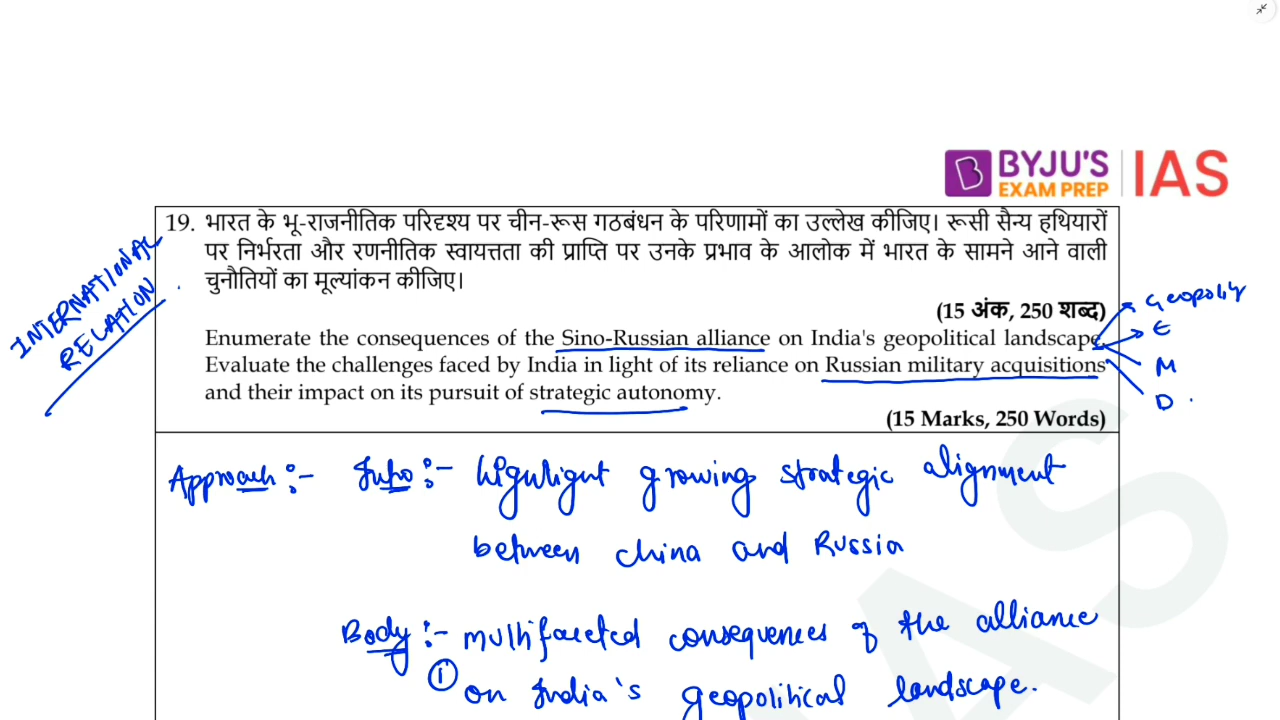 BYJU'S
EXAM PREP
IAS
19. भारत के भू-राजनीतिक परिदृश्य पर चीन-रूस गठबंधन के परिणामों का उल्लेख कीजिए। रूसी सैन्य हथियारों
पर निर्भरता और रणनीतिक स्वायत्तता की प्राप्ति पर उनके प्रभाव के आलोक में भारत के सामने आने वाली
चुनौतियों का मूल्यांकन कीजिए।
(15 अंक, 250 शब्द)
Enumerate the consequences of the Sino-Russian alliance on India's geopolitical landscape.
Evaluate the challenges faced by India in light of its reliance on Russian military acquisitions
and their impact on its pursuit of strategic autonomy.
(15 Marks, 250 Words)
INTERNATIONAL
RELATION
E
M
D
Approach :- Intro :- Highlight growing strategic alignment
between China and Russia
Body :- multifaceted consequences of the alliance
① on India's geopolitical landscape.
AS